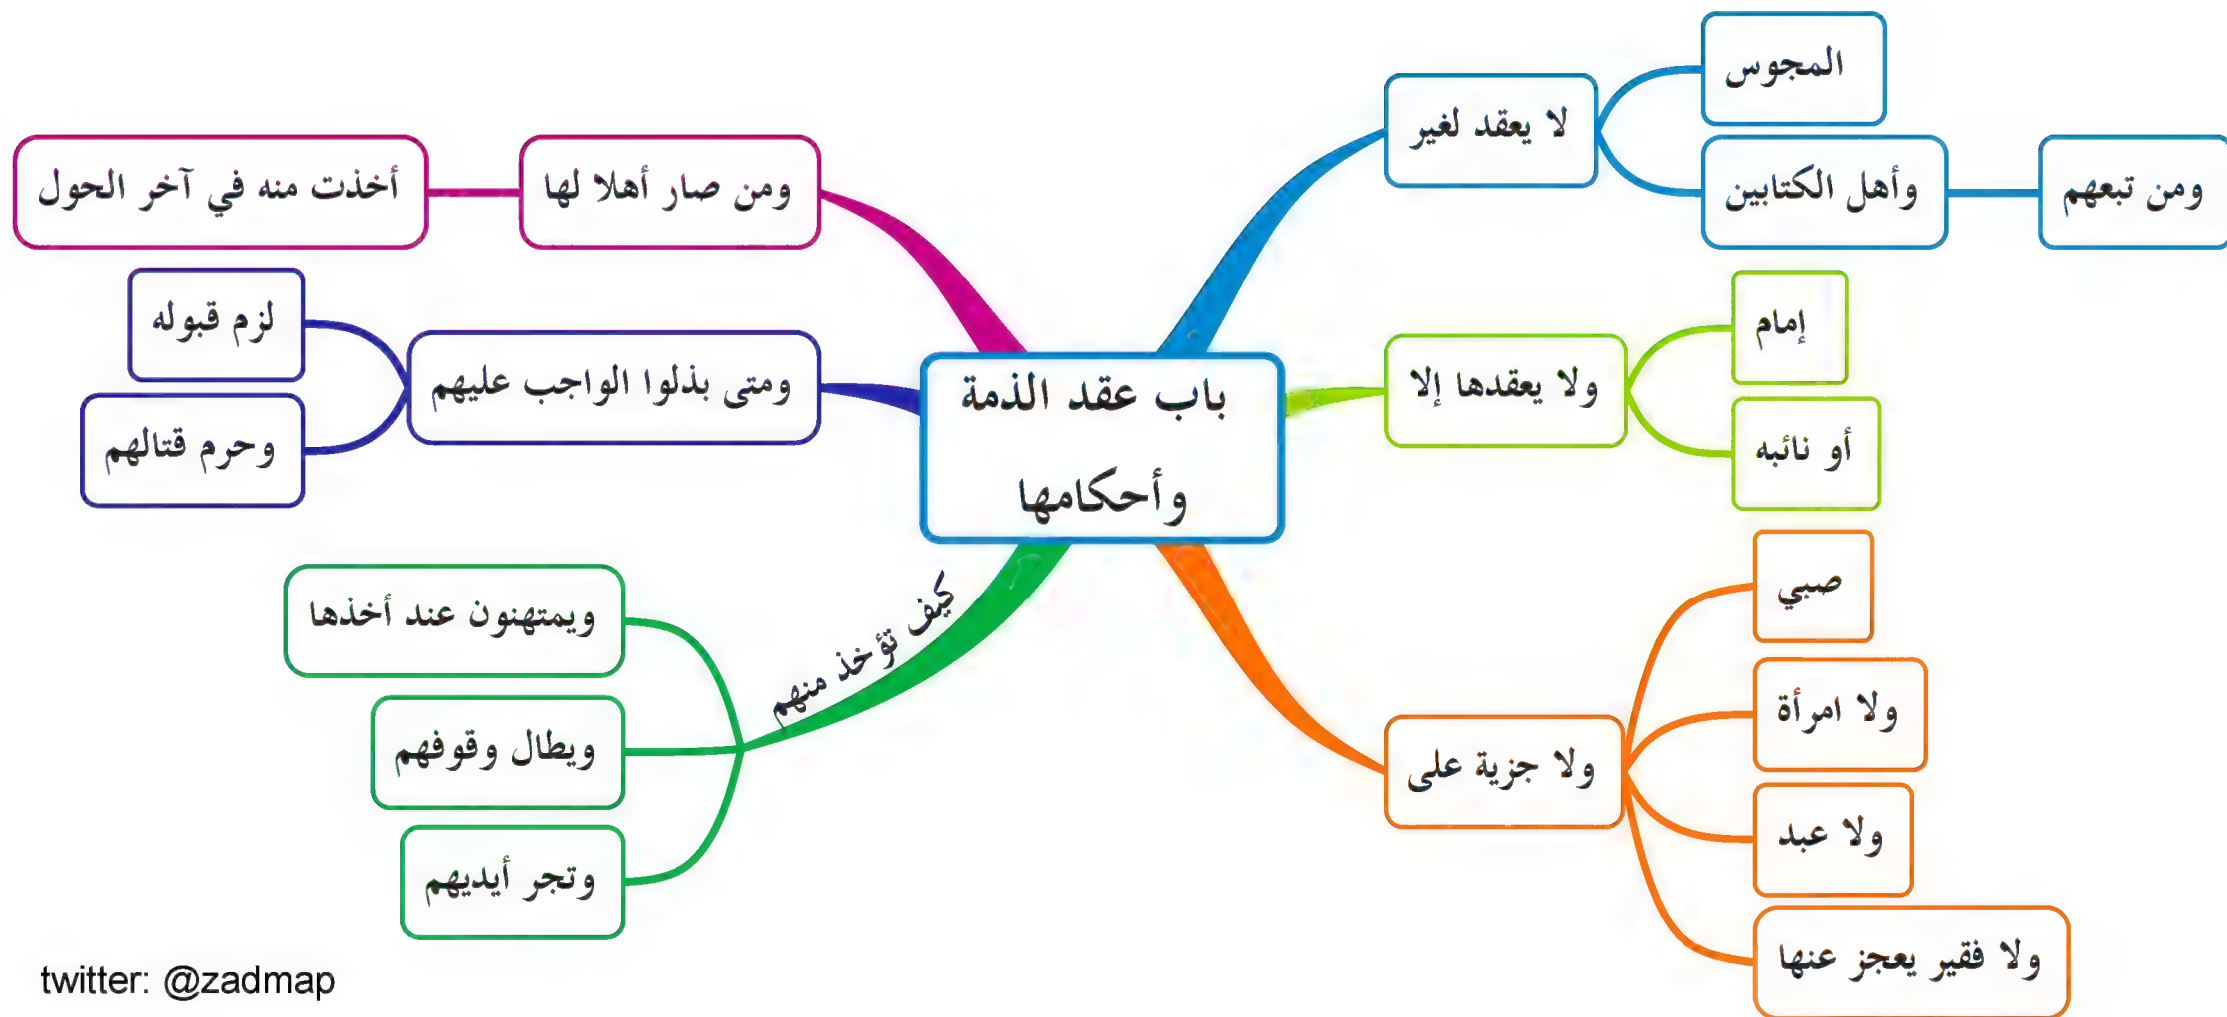 باب عقد الذمة
وأحكامها
لا يعقد لغير
المجوس
وأهل الكتابين
ومن تبعهم
ولا يعقدها إلا
إمام
أو نائبه
ولا جزية على
صبي
ولا امرأة
ولا عبد
ولا فقير يعجز عنها
ومن صار أهلا لها
أخذت منه في آخر الحول
ومتى بذلوا الواجب عليهم
لزم قبوله
وحرم قتالهم
كيف تؤخذ منهم
ويمتهنون عند أخذها
ويطال وقوفهم
وتجر أيديهم
twitter: @zadmap